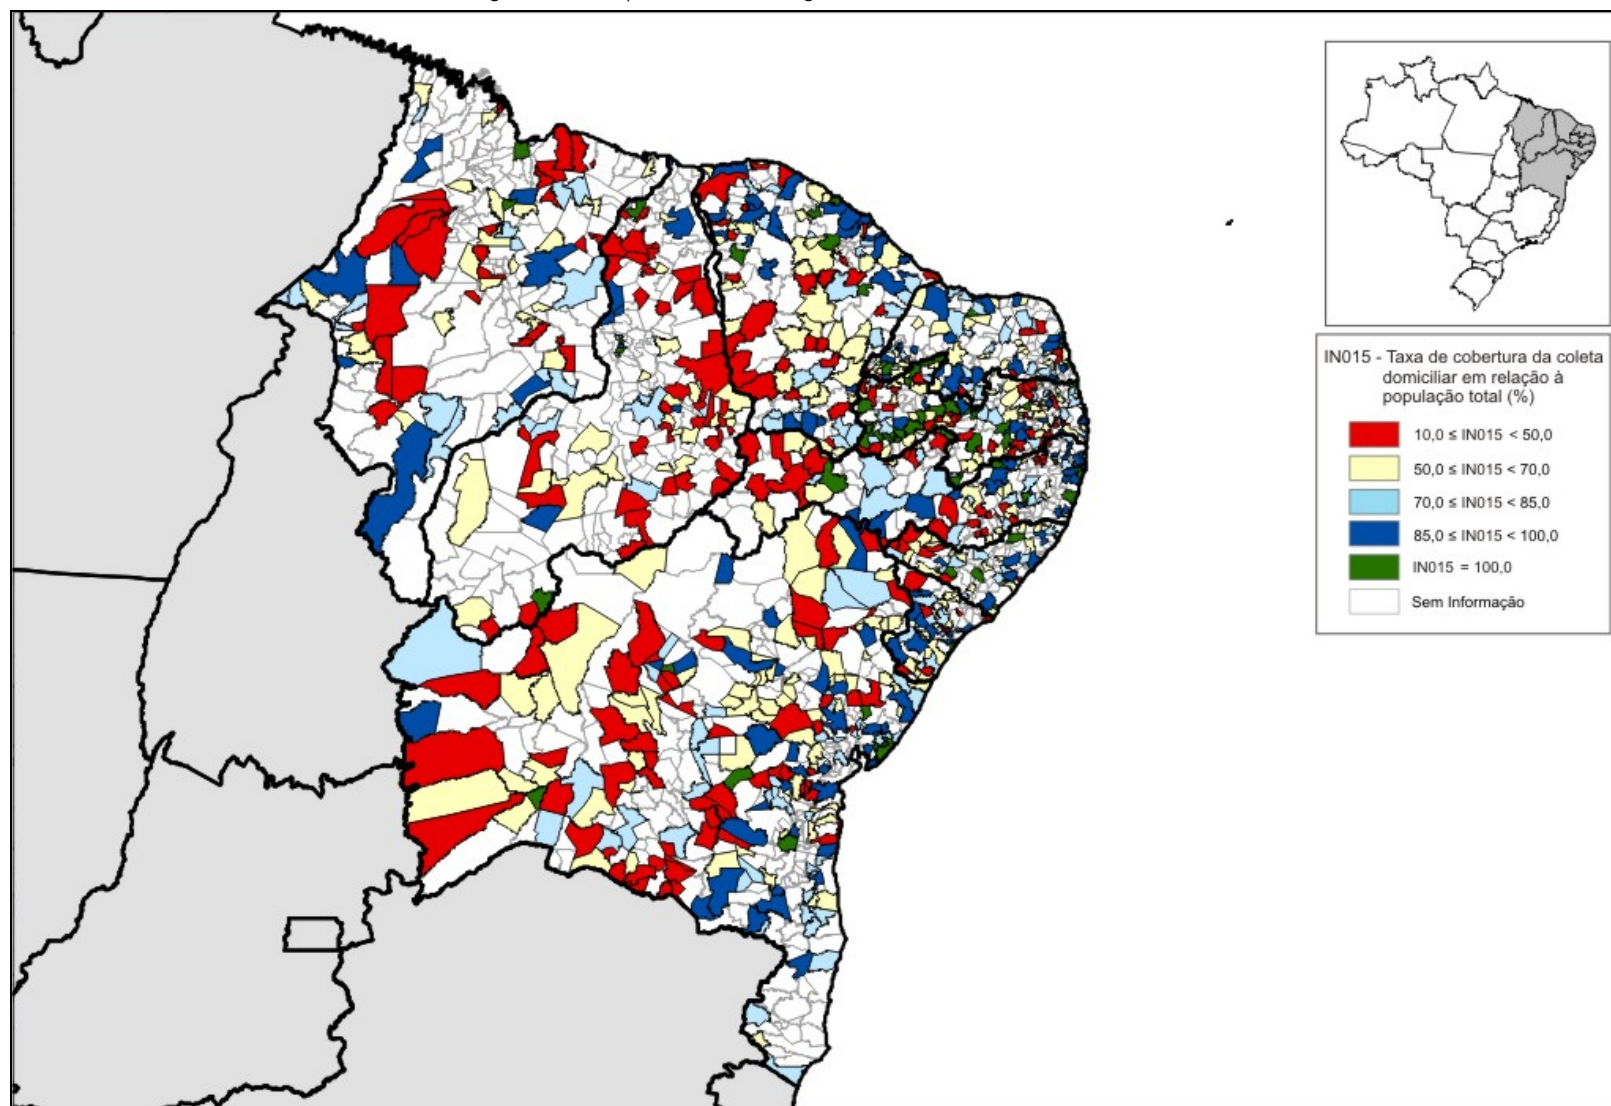 IN015 - Taxa de cobertura da coleta
domiciliar em relação à
população total (%)
10,0 ≤ IN015 < 50,0
50,0 ≤ IN015 < 70,0
70,0 ≤ IN015 < 85,0
85,0 ≤ IN015 < 100,0
IN015 = 100,0
Sem Informação